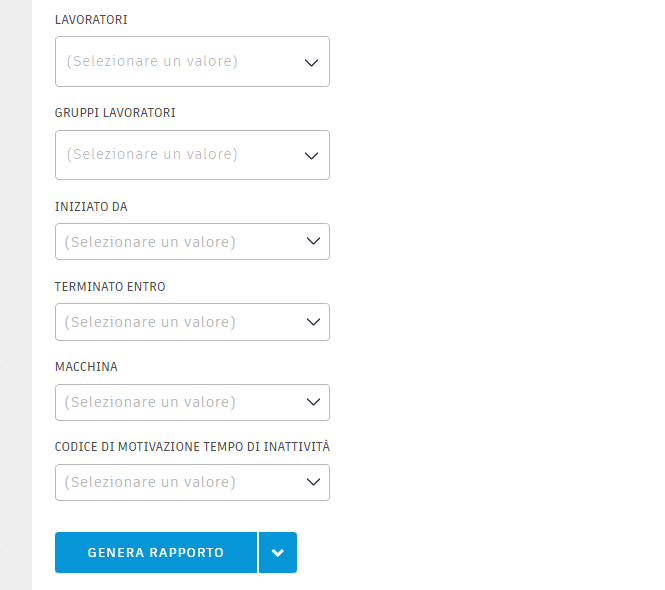 LAVORATORI
(Selezionare un valore)
GRUPPI LAVORATORI
(Selezionare un valore)
INIZIATO DA
(Selezionare un valore)
TERMINATO ENTRO
(Selezionare un valore)
MACCHINA
(Selezionare un valore)
CODICE DI MOTIVAZIONE TEMPO DI INATTIVITÀ
(Selezionare un valore)
GENERA RAPPORTO